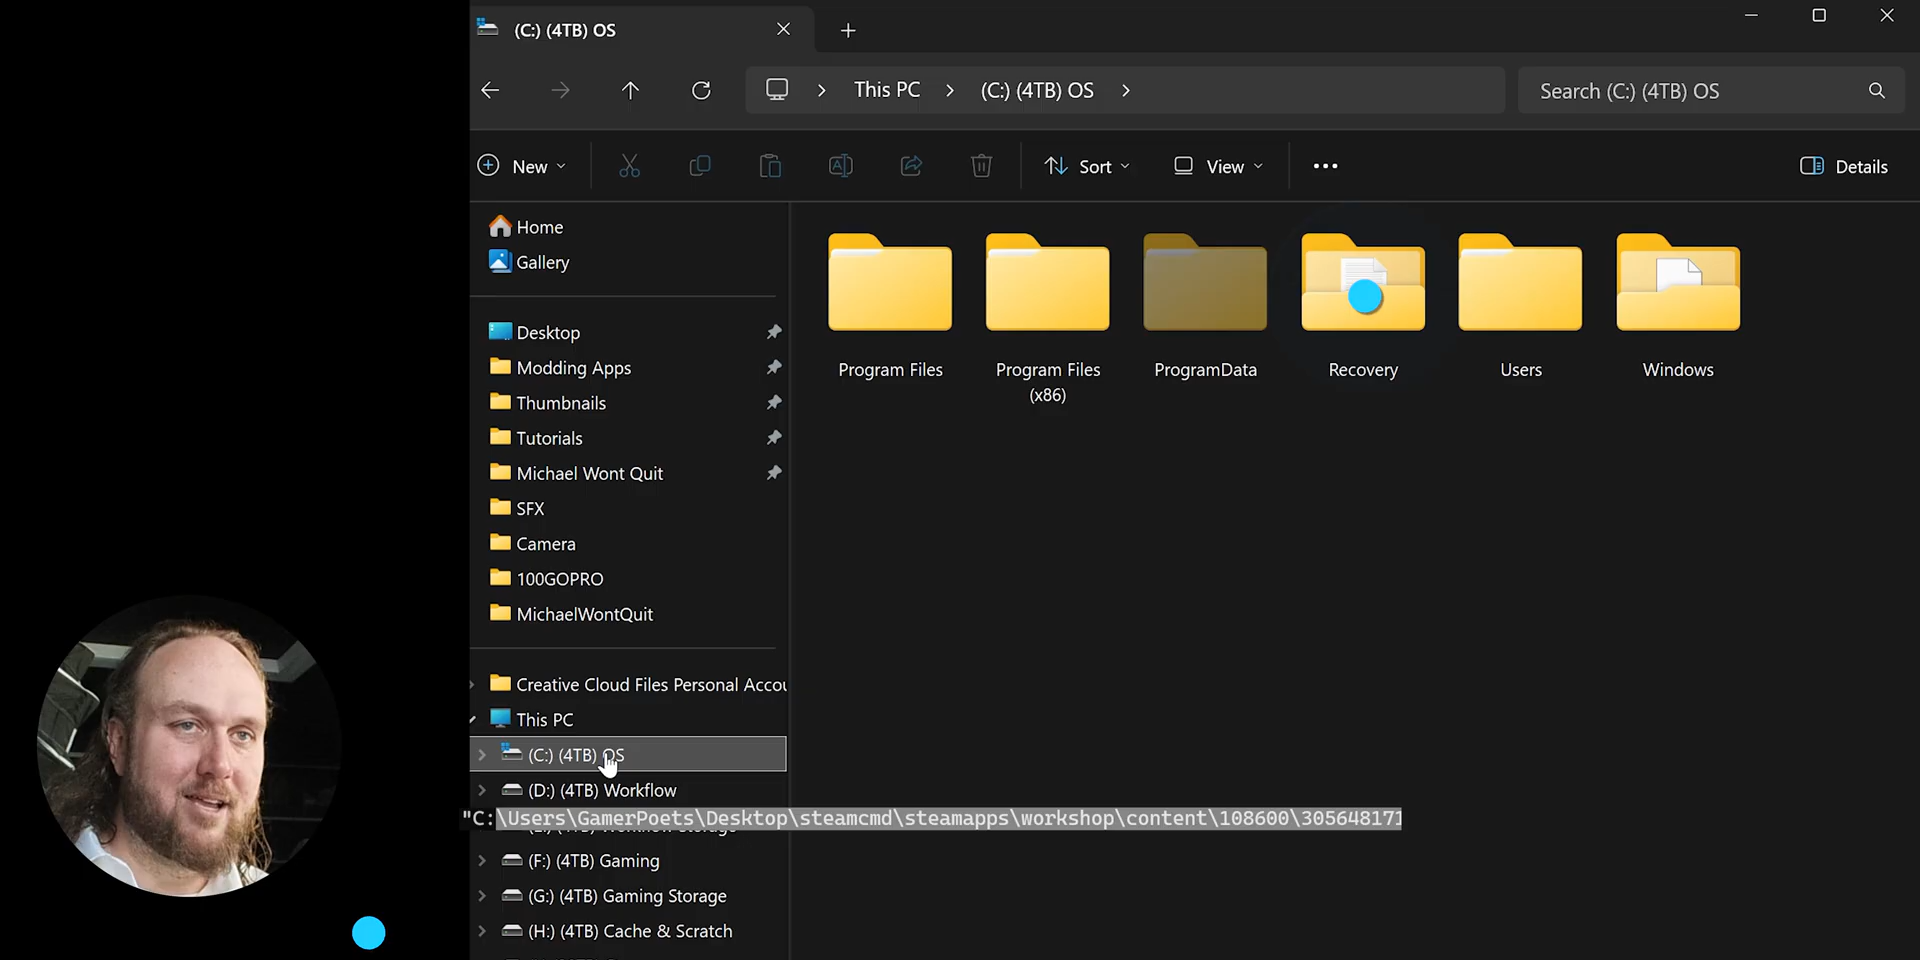 (C:) (4TB) OS
This PC
(C:) (4TB) OS
Search (C:) (4TB) OS
New
Sort
View
Details
Home
Gallery
Desktop
Modding Apps
Thumbnails
Tutorials
Michael Wont Quit
SFX
Camera
100GOPRO
MichaelWontQuit
Creative Cloud Files Personal Accou
This PC
(C:) (4TB) OS
(D:) (4TB) Workflow
"C:\Users\GamerPoets\Desktop\steamcmd\steamapps\workshop\content\108600\305648171
(F:) (4TB) Gaming
(G:) (4TB) Gaming Storage
(H:) (4TB) Cache & Scratch
Program Files
Program Files
(x86)
ProgramData
Recovery
Users
Windows